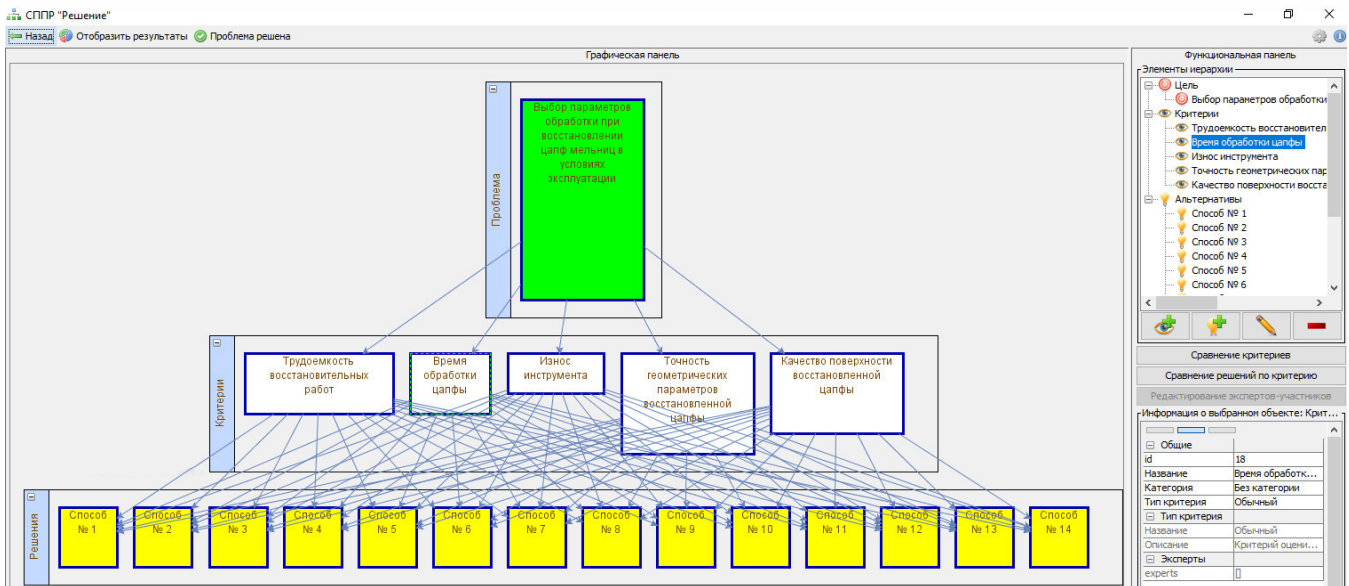 СППР "Решение"
Назад Отобразить результаты Проблема решена
Графическая панель
Проблема
Выбор параметров
обработки при
восстановлении
цапф мельниц в
условиях
эксплуатации
Критерии
Трудоемкость
восстановительных
работ
Время
обработки
цапфы
Износ
инструмента
Точность
геометрических
параметров
восстановленной
цапфы
Качество поверхности
восстановленной
цапфы
Решения
Способ
№ 1
Способ
№ 2
Способ
№ 3
Способ
№ 4
Способ
№ 5
Способ
№ 6
Способ
№ 7
Способ
№ 8
Способ
№ 9
Способ
№ 10
Способ
№ 11
Способ
№ 12
Способ
№ 13
Способ
№ 14
Функциональная панель
Элементы иерархии
Цель
Выбор параметров обработки
Критерии
Трудоемкость восстановител
Время обработки цапфы
Износ инструмента
Точность геометрических пар
Качество поверхности восста
Альтернативы
Способ № 1
Способ № 2
Способ № 3
Способ № 4
Способ № 5
Способ № 6
Сравнение критериев
Сравнение решений по критерию
Редактирование экспертов-участников
Информация о выбранном объекте: Крит...
Общие
id 18
Название Время обработк...
Категория Без категории
Тип критерия Обычный
Тип критерия
Название Обычный
Описание Критерий оцени...
Эксперты
experts []